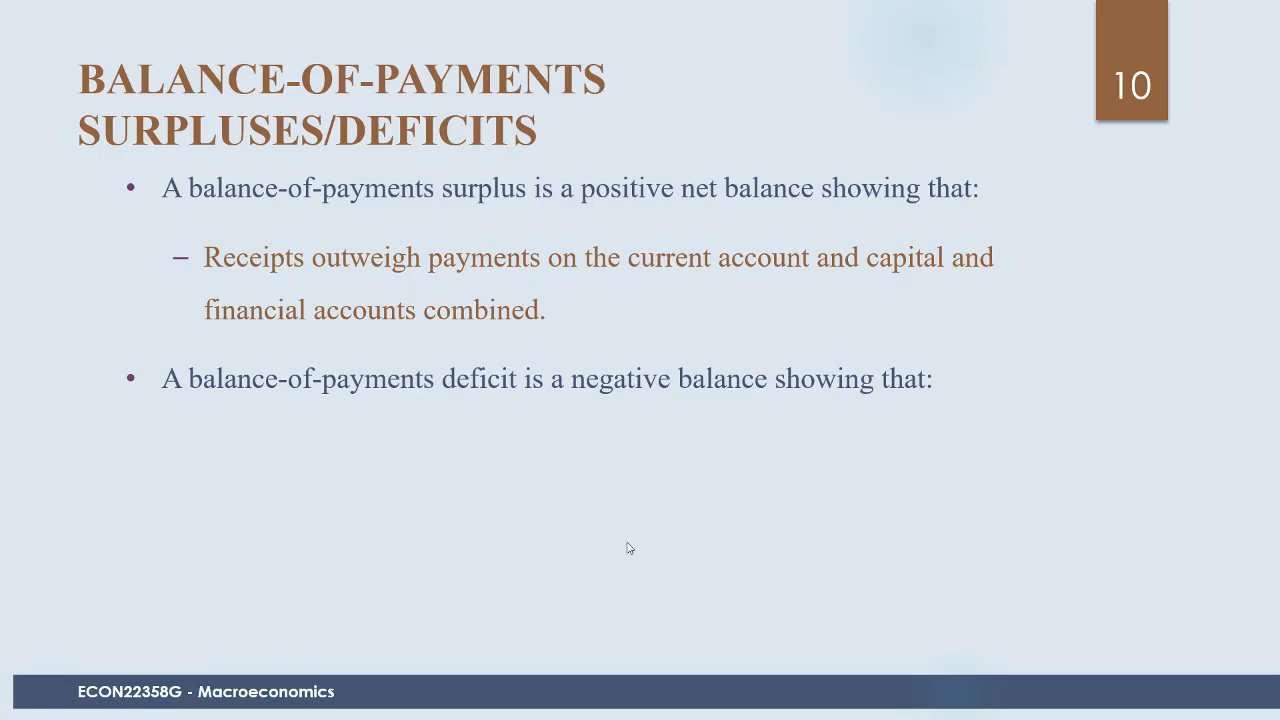 BALANCE-OF-PAYMENTS
SURPLUSES/DEFICITS
10
• A balance-of-payments surplus is a positive net balance showing that:
– Receipts outweigh payments on the current account and capital and
financial accounts combined.
• A balance-of-payments deficit is a negative balance showing that:
ECON22358G - Macroeconomics